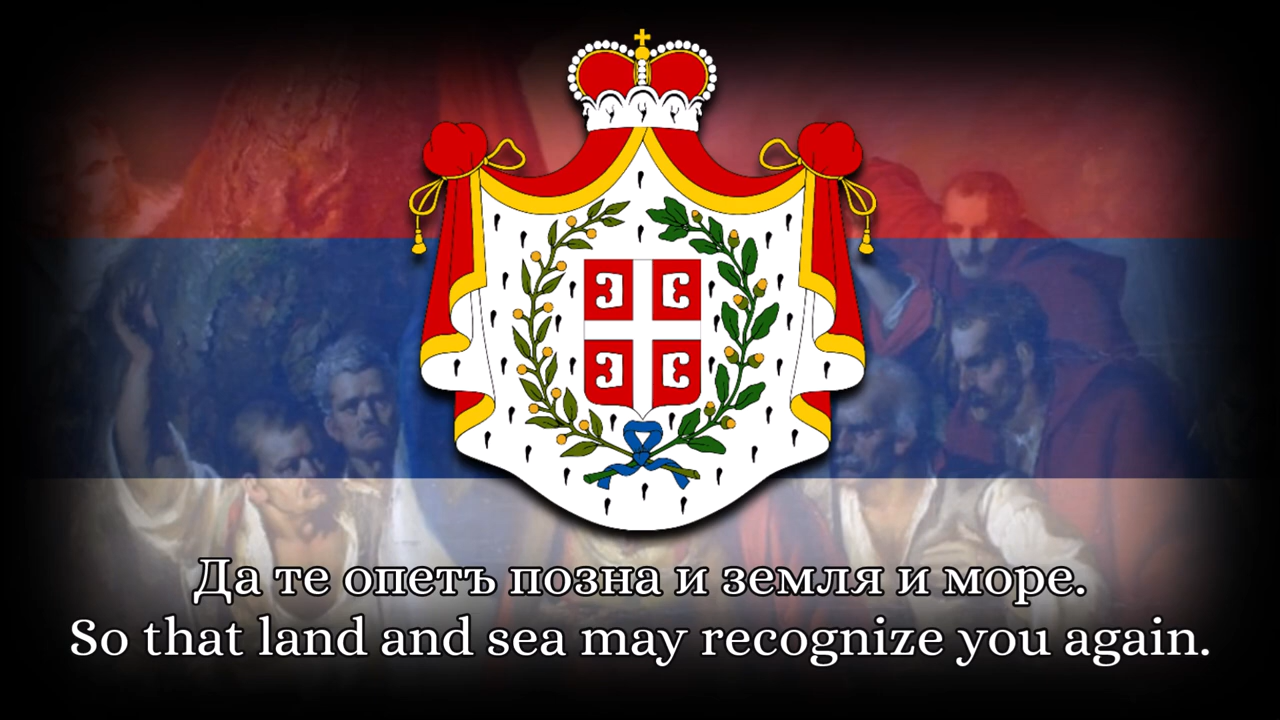 Да те опетъ позна и земля и море.
So that land and sea may recognize you again.